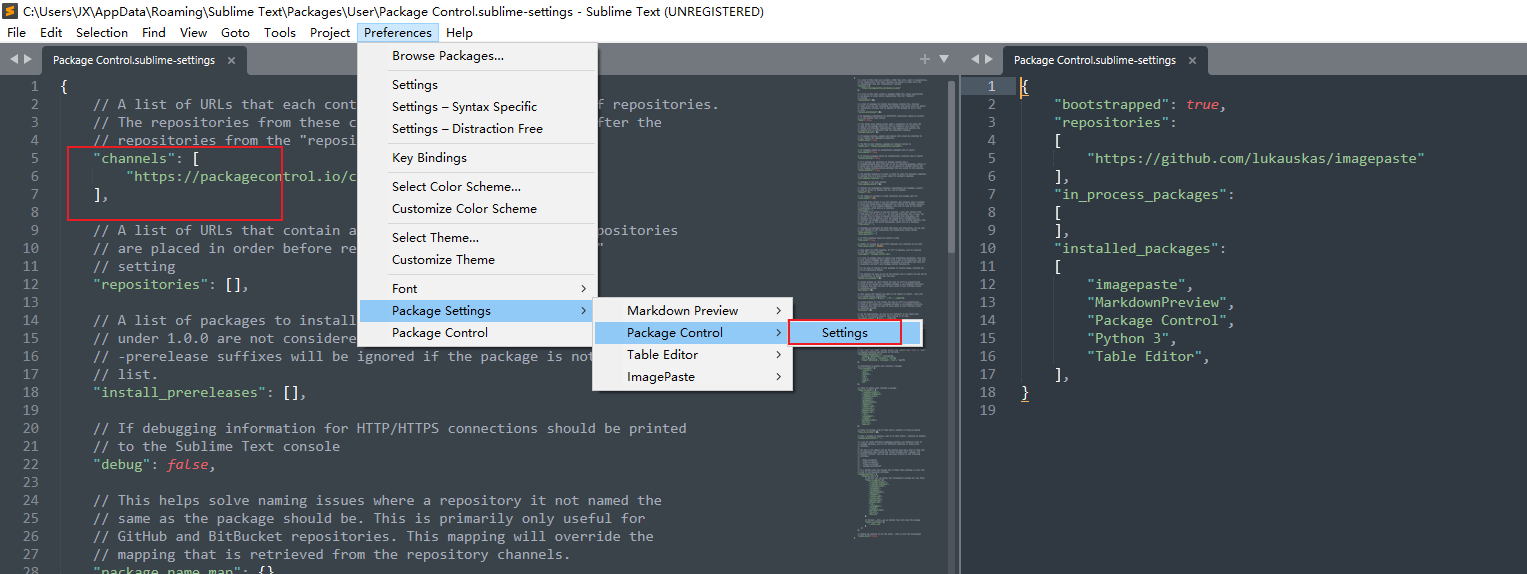 C:\Users\JX\AppData\Roaming\Sublime Text\Packages\User\Package Control.sublime-settings - Sublime Text (UNREGISTERED)
File Edit Selection Find View Goto Tools Project Preferences Help
Package Control.sublime-settings ×
1 {
2 // A list of URLs that each cont
f repositories.
3 // The repositories from these c
fter the
4 // repositories from the "reposi
5 "channels": [
6 "https://packagecontrol.io/c
7 ],
8
9 // A list of URLs that contain a
positories
10 // are placed in order before re
"
11 // setting
12 "repositories": [],
13
14 // A list of packages to instal
15 // under 1.0.0 are not considere
16 // -prerelease suffixes will be ignored if the package is not
17 // list.
18 "install_prereleases": [],
19
20 // If debugging information for HTTP/HTTPS connections should be printed
21 // to the Sublime Text console
22 "debug": false,
23
24 // This helps solve naming issues where a repository it not named the
25 // same as the package should be. This is primarily only useful for
26 // GitHub and BitBucket repositories. This mapping will override the
27 // mapping that is retrieved from the repository channels.
28 "package_name_map": {}
Browse Packages...
Settings
Settings – Syntax Specific
Settings – Distraction Free
Key Bindings
Select Color Scheme...
Customize Color Scheme
Select Theme...
Customize Theme
Font >
Package Settings >
Package Control
Markdown Preview >
Package Control >
Table Editor >
ImagePaste >
Settings
Package Control.sublime-settings ×
1 {
2 "bootstrapped": true,
3 "repositories":
4 [
5 "https://github.com/lukauskas/imagepaste"
6 ],
7 "in_process_packages":
8 [
9 ],
10 "installed_packages":
11 [
12 "imagepaste",
13 "MarkdownPreview",
14 "Package Control",
15 "Python 3",
16 "Table Editor",
17 ],
18 }
19